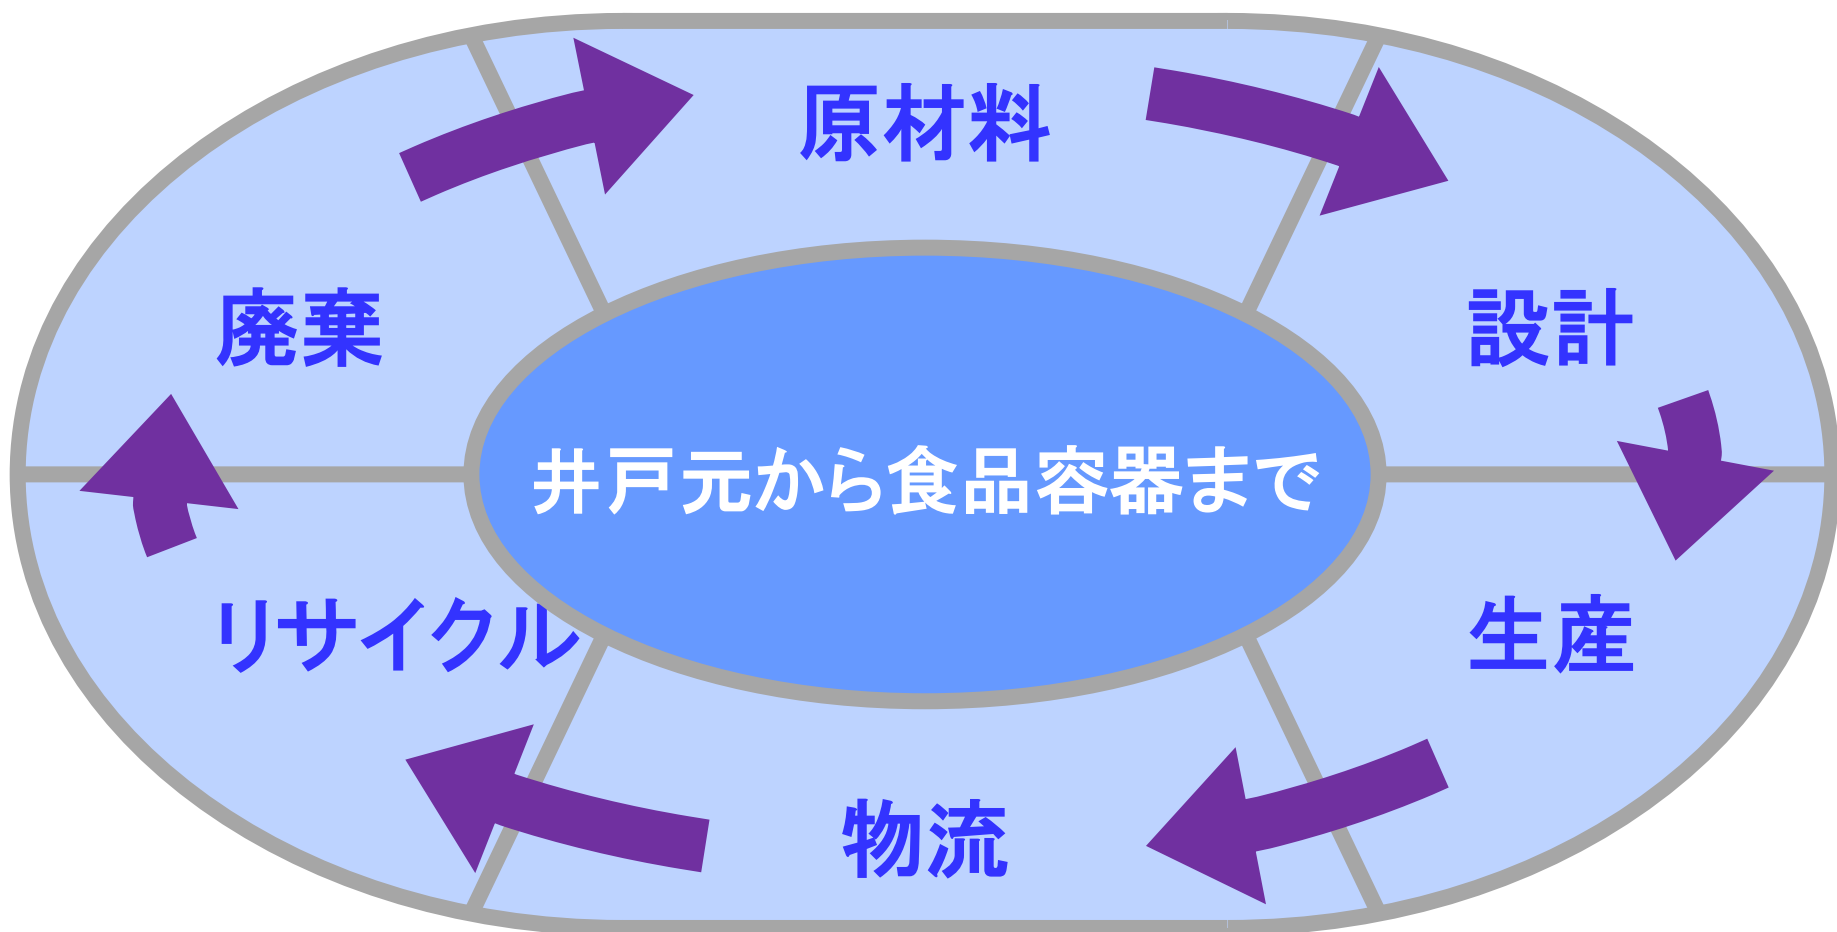 原材料
設計
生産
物流
リサイクル
廃棄
井戸元から食品容器まで